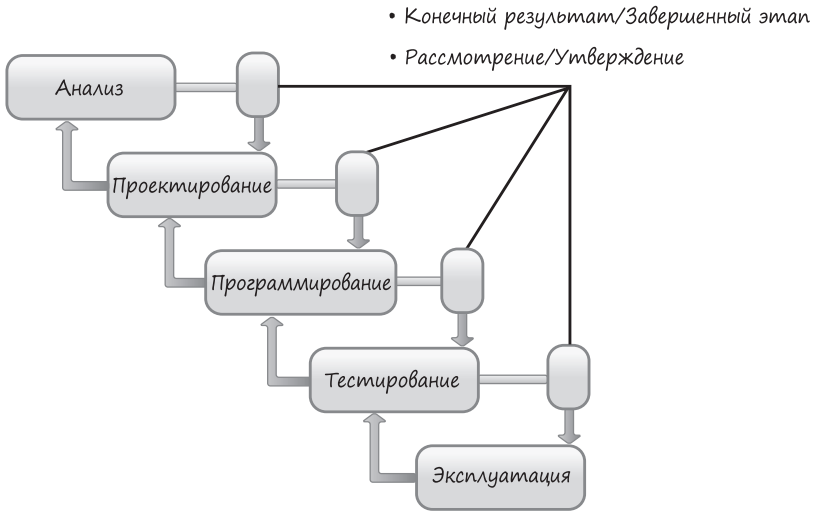 • Конечный результат/Завершенный этап
• Рассмотрение/Утверждение
Анализ
Проектирование
Программирование
Тестирование
Эксплуатация